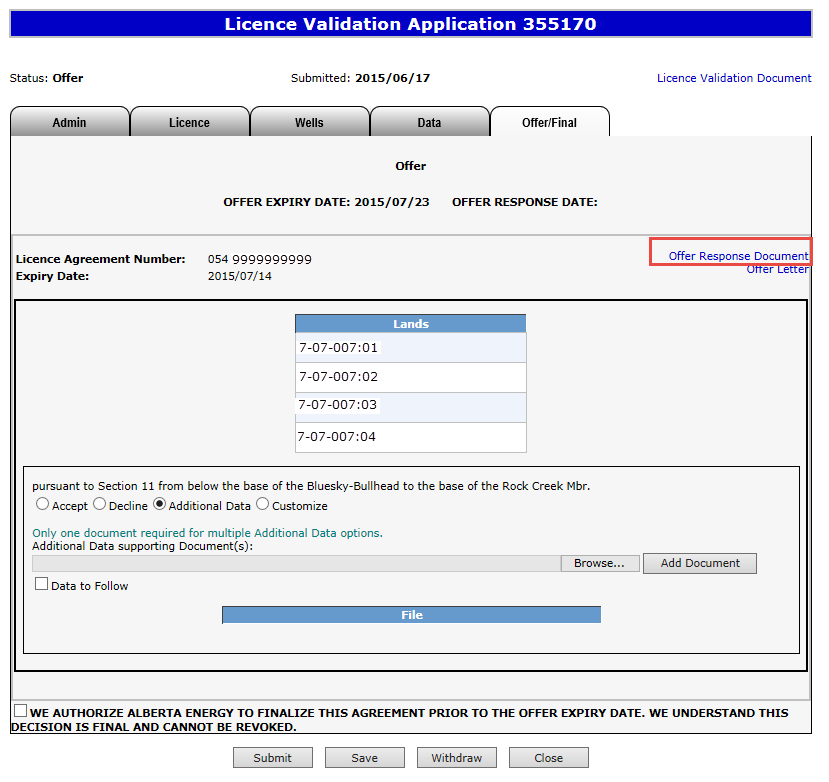 Licence Validation Application 355170
Status: Offer Submitted: 2015/06/17 Licence Validation Document
Admin Licence Wells Data Offer/Final
Offer
OFFER EXPIRY DATE: 2015/07/23 OFFER RESPONSE DATE:
Licence Agreement Number: 054 9999999999 Offer Response Document
Offer Letter
Expiry Date: 2015/07/14
Lands
7-07-007:01
7-07-007:02
7-07-007:03
7-07-007:04
pursuant to Section 11 from below the base of the Bluesky-Bullhead to the base of the Rock Creek Mbr.
Accept Decline Additional Data Customize
Only one document required for multiple Additional Data options.
Additional Data supporting Document(s):
Browse... Add Document
Data to Follow
File
WE AUTHORIZE ALBERTA ENERGY TO FINALIZE THIS AGREEMENT PRIOR TO THE OFFER EXPIRY DATE. WE UNDERSTAND THIS
DECISION IS FINAL AND CANNOT BE REVOKED.
Submit Save Withdraw Close